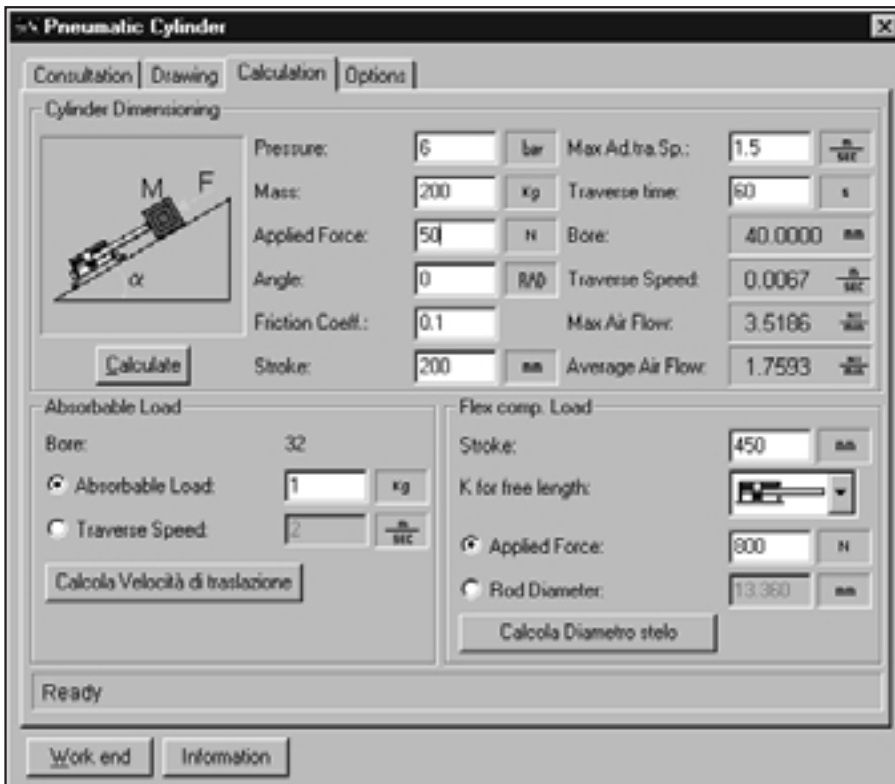 Pneumatic Cylinder
Consultation Drawing Calculation Options
Cylinder Dimensioning
M F
α
Calculate
Pressure: 6 bar
Mass: 200 Kg
Applied Force: 50 N
Angle: 0 RAD
Friction Coeff.: 0.1
Stroke: 200 mm
Max Ad.tra.Sp.: 1.5 m/SEC
Traverse time: 60 s
Bore: 40.0000 mm
Traverse Speed: 0.0067 m/SEC
Max Air Flow: 3.5186
Average Air Flow: 1.7593
Absorbable Load
Bore: 32
Absorbable Load: 1 Kg
Traverse Speed: 2 m/SEC
Calcola Velocità di traslazione
Flex comp. Load
Stroke: 450 mm
K for free length:
Applied Force: 800 N
Rod Diameter: 13.360 mm
Calcola Diametro stelo
Ready
Work end Information